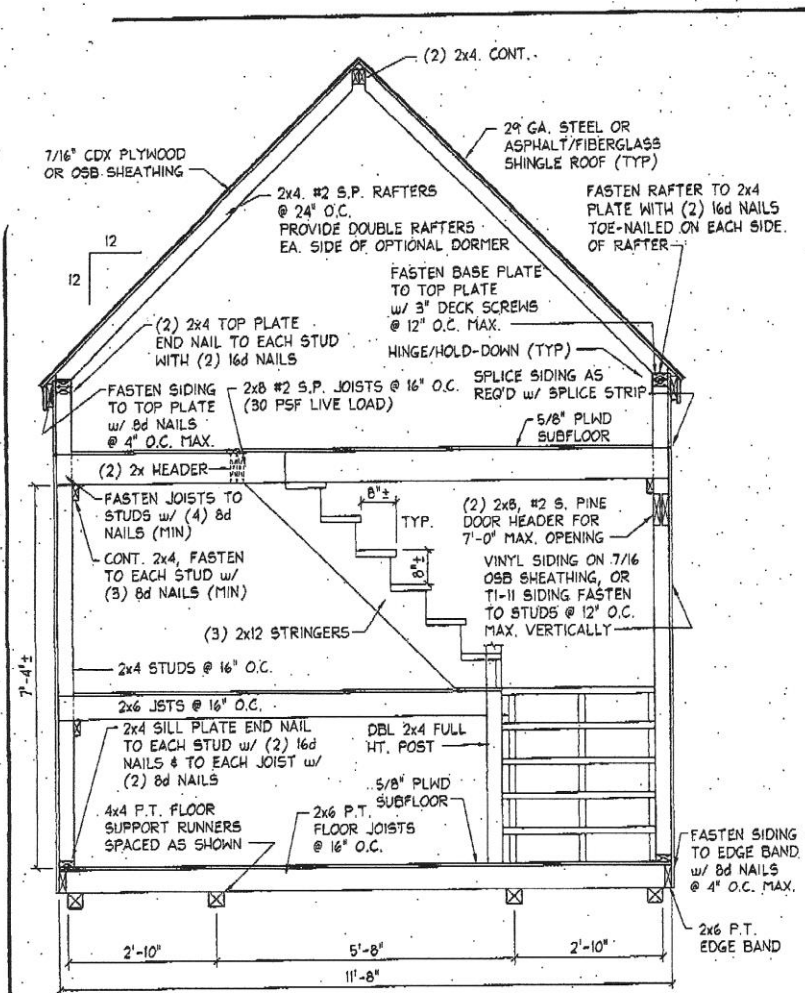 (2) 2x4. CONT.
7/16" CDX PLYWOOD
OR OSB SHEATHING
29 GA. STEEL OR
ASPHALT/FIBERGLASS
SHINGLE ROOF (TYP)
2x4. #2 S.P. RAFTERS
@ 24" O.C.
PROVIDE DOUBLE RAFTERS
EA. SIDE OF OPTIONAL DORMER
FASTEN RAFTER TO 2x4
PLATE WITH (2) 16d NAILS
TOE-NAILED ON EACH SIDE
OF RAFTER
12
12
FASTEN BASE PLATE
TO TOP PLATE
w/ 3" DECK SCREWS
@ 12" O.C. MAX.
(2) 2x4 TOP PLATE
END NAIL TO EACH STUD
WITH (2) 16d NAILS
HINGE/HOLD-DOWN (TYP)
FASTEN SIDING
TO TOP PLATE
w/ 8d NAILS
@ 4" O.C. MAX.
2x8 #2 S.P. JOISTS @ 16" O.C.
(30 PSF LIVE LOAD)
SPLICE SIDING AS
REQ'D w/ SPLICE STRIP
5/8" PLWD
SUBFLOOR
(2) 2x HEADER
FASTEN JOISTS TO
STUDS w/ (4) 8d
NAILS (MIN)
8"±
TYP.
8"±
(2) 2x8, #2 S. PINE
DOOR HEADER FOR
7'-0" MAX. OPENING
CONT. 2x4, FASTEN
TO EACH STUD w/
(3) 8d NAILS (MIN)
VINYL SIDING ON 7/16
OSB SHEATHING, OR
T1-11 SIDING FASTEN
TO STUDS @ 12" O.C.
MAX. VERTICALLY
(3) 2x12 STRINGERS
2x4 STUDS @ 16" O.C.
7'-4"±
2x6 JSTS @ 16" O.C.
2x4 SILL PLATE END NAIL
TO EACH STUD w/ (2) 16d
NAILS & TO EACH JOIST w/
(2) 8d NAILS
DBL 2x4 FULL
HT. POST
5/8" PLWD
SUBFLOOR
4x4 P.T. FLOOR
SUPPORT RUNNERS
SPACED AS SHOWN
2x6 P.T.
FLOOR JOISTS
@ 16" O.C.
FASTEN SIDING
TO EDGE BAND
w/ 8d NAILS
@ 4" O.C. MAX.
2x6 P.T.
EDGE BAND
2'-10"
5'-8"
2'-10"
11'-8"